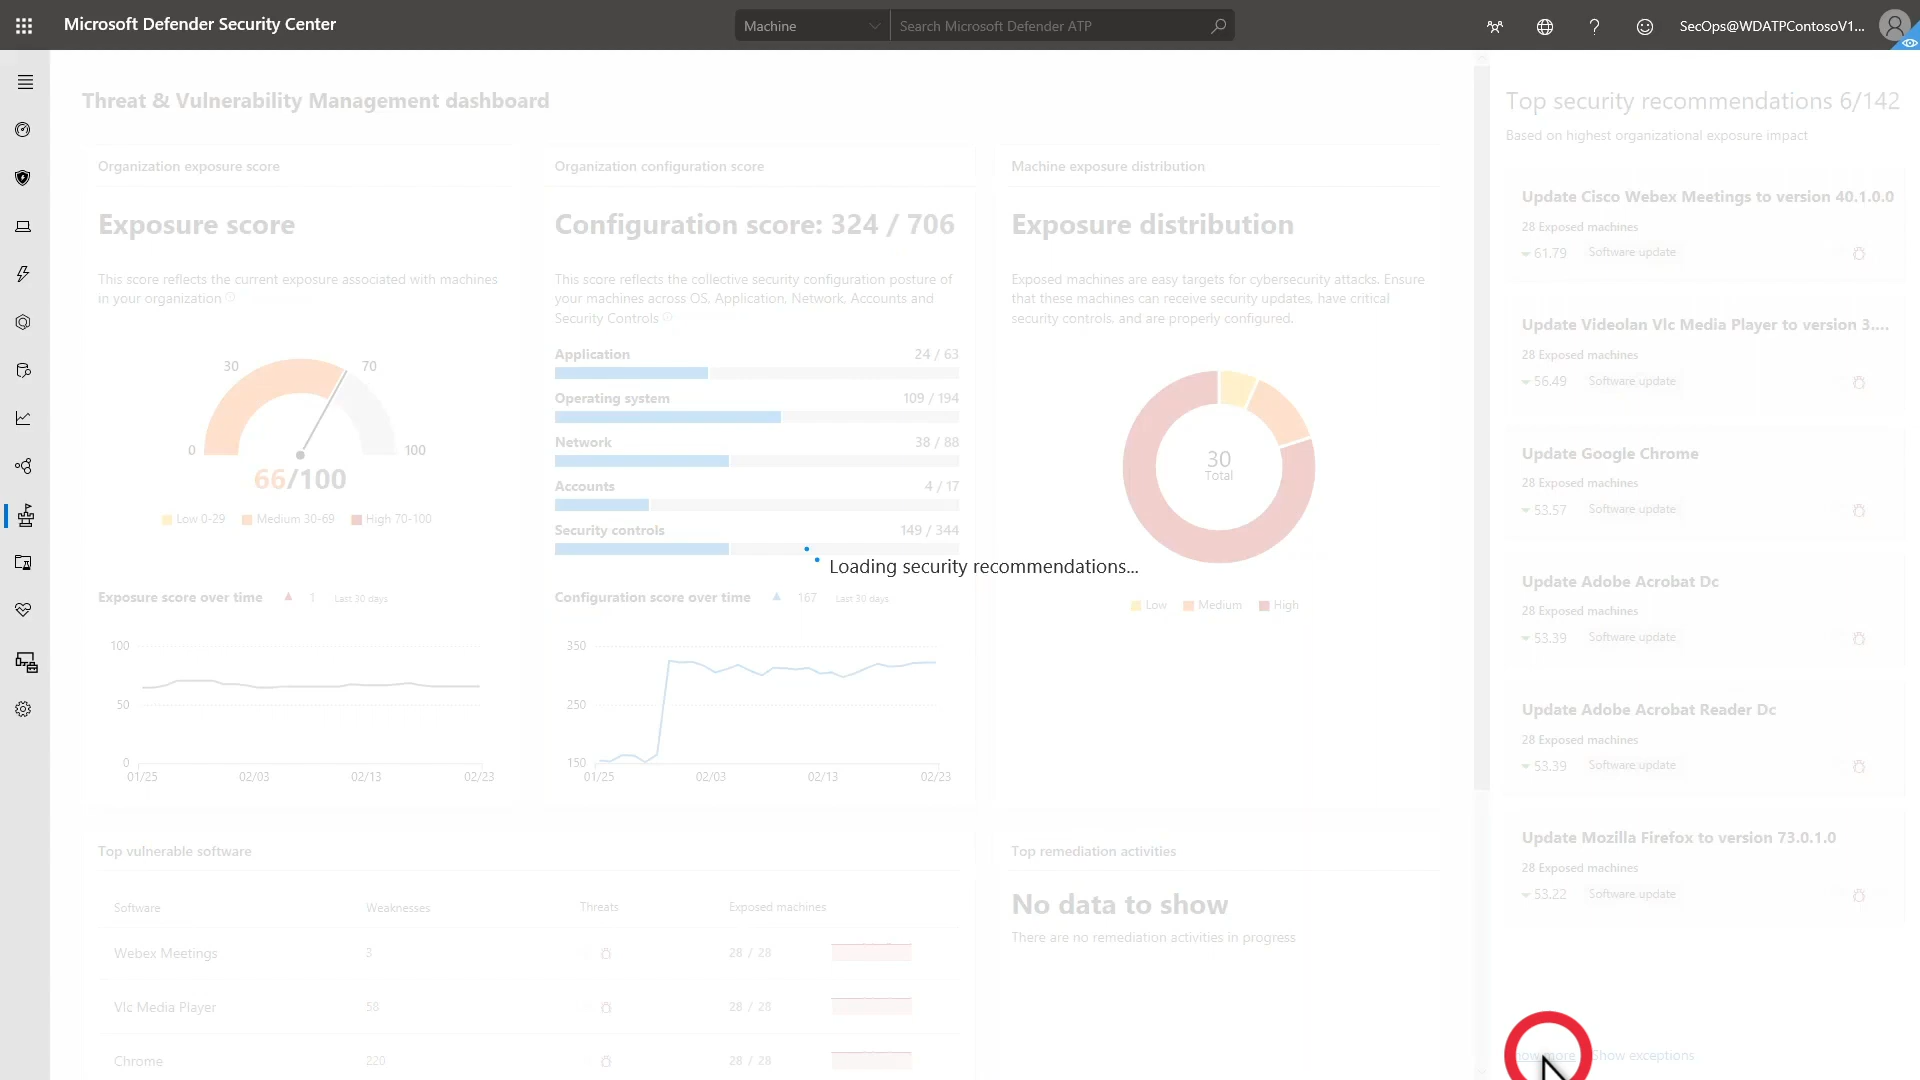 Microsoft Defender Security Center
Machine
Search Microsoft Defender ATP
SecOps@WDATPContosoV1...
Threat & Vulnerability Management dashboard
Organization exposure score
Exposure score
This score reflects the current exposure associated with machines
in your organization
30
70
0
100
66/100
Low 0-29
Medium 30-69
High 70-100
Exposure score over time
1
Last 30 days
100
50
0
01/25
02/03
02/13
02/23
Organization configuration score
Configuration score: 324 / 706
This score reflects the collective security configuration posture of
your machines across OS, Application, Network, Accounts and
Security Controls
Application
24 / 63
Operating system
109 / 194
Network
38 / 88
Accounts
4 / 17
Security controls
149 / 344
Loading security recommendations...
Configuration score over time
167
Last 30 days
350
250
150
01/25
02/03
02/13
02/23
Machine exposure distribution
Exposure distribution
Exposed machines are easy targets for cybersecurity attacks. Ensure
that these machines can receive security updates, have critical
security controls, and are properly configured.
30
Total
Low
Medium
High
Top vulnerable software
Software
Weaknesses
Threats
Exposed machines
Webex Meetings
3
28 / 28
Vlc Media Player
58
28 / 28
Chrome
220
28 / 28
Top remediation activities
No data to show
There are no remediation activities in progress
Top security recommendations 6/142
Based on highest organizational exposure impact
Update Cisco Webex Meetings to version 40.1.0.0
28 Exposed machines
61.79
Software update
Update Videolan Vlc Media Player to version 3....
28 Exposed machines
56.49
Software update
Update Google Chrome
28 Exposed machines
53.57
Software update
Update Adobe Acrobat Dc
28 Exposed machines
53.39
Software update
Update Adobe Acrobat Reader Dc
28 Exposed machines
53.39
Software update
Update Mozilla Firefox to version 73.0.1.0
28 Exposed machines
53.22
Software update
Show more
Show exceptions